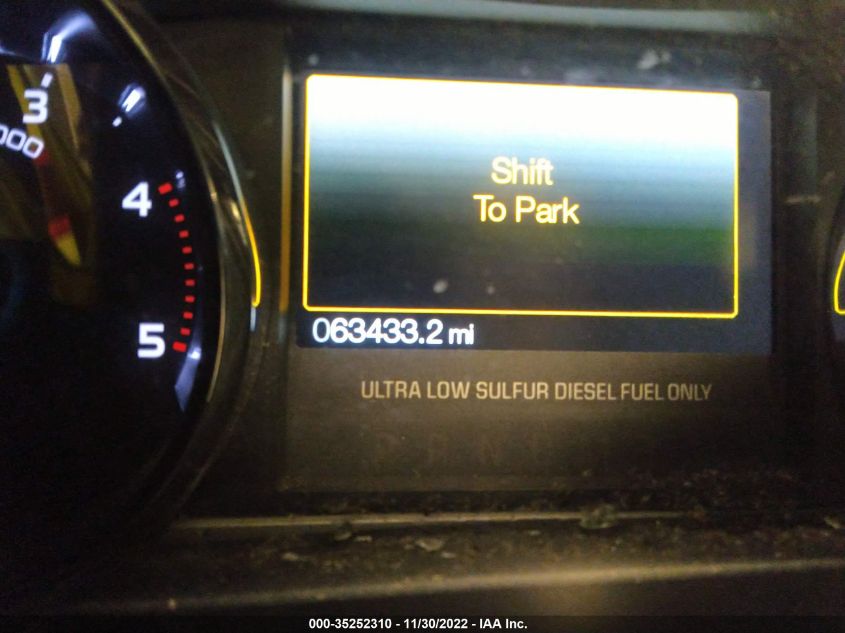 3
000
4
5
Shift
To Park
063433.2 mi
ULTRA LOW SULFUR DIESEL FUEL ONLY
000-35252310 - 11/30/2022 - IAA Inc.